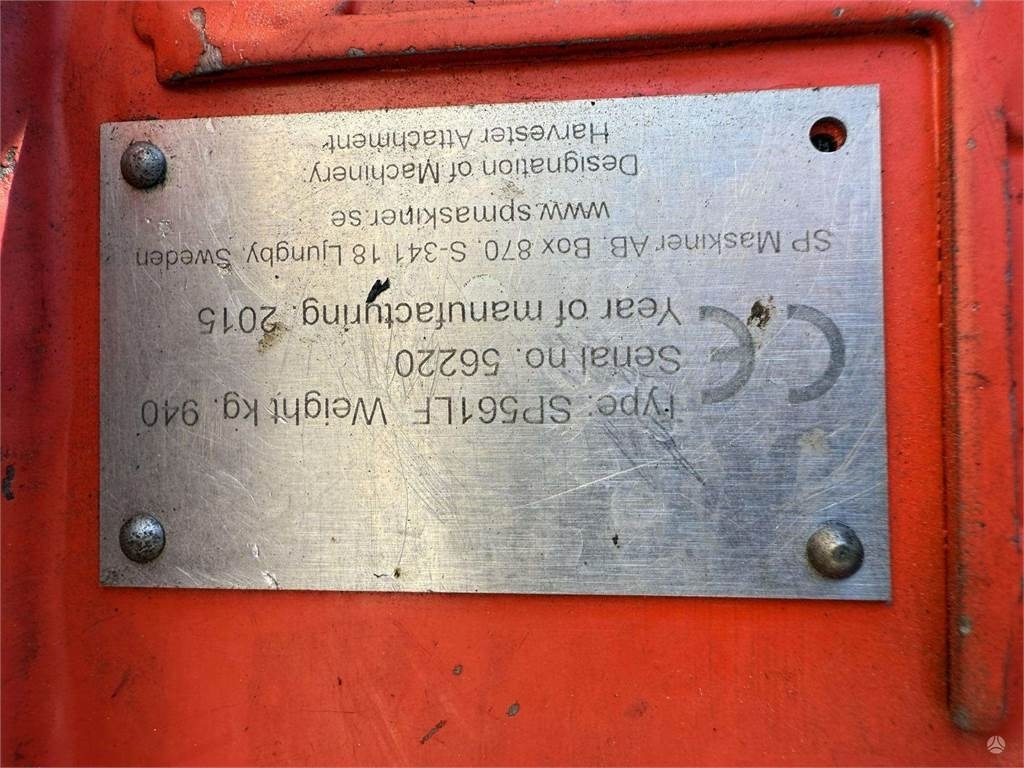 Type: SP561LF Weight kg. 940
Serial no. 56220
Year of manufacturing. 2015
CE
SP Maskiner AB. Box 870. S-341 18 Ljungby. Sweden
www.spmaskiner.se
Designation of Machinery:
Harvester Attachment